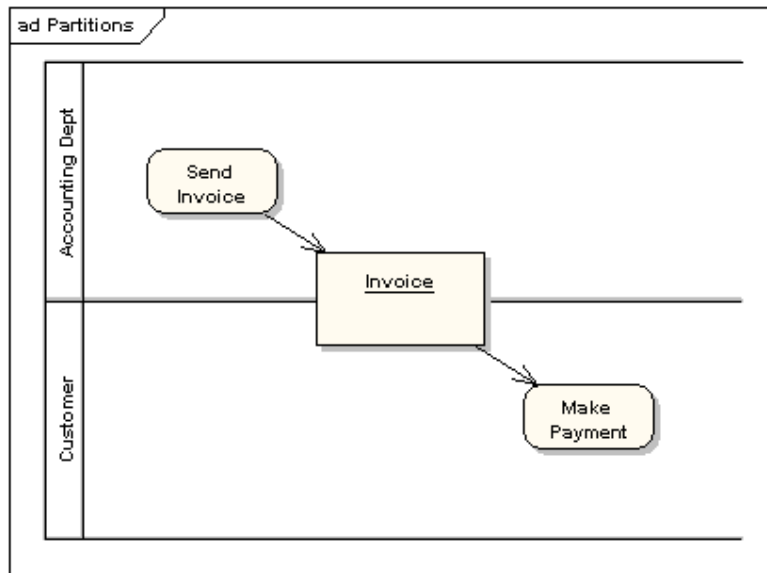 ad Partitions
Accounting Dept
Send
Invoice
Invoice
Customer
Make
Payment